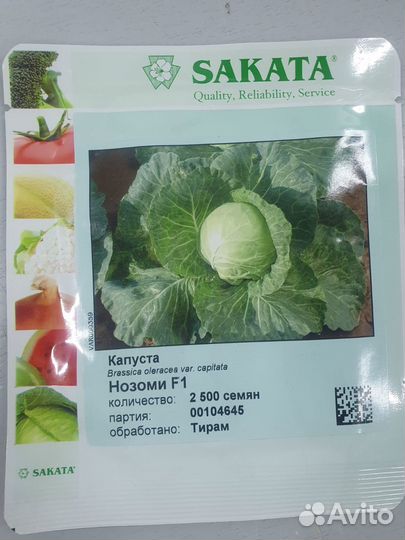 SAKATA®
Quality, Reliability, Service
VAR0000359
Капуста
Brassica oleracea var. capitata
Нозоми F1
количество: 2 500 семян
партия: 00104645
обработано: Тирам
SAKATA
Avito